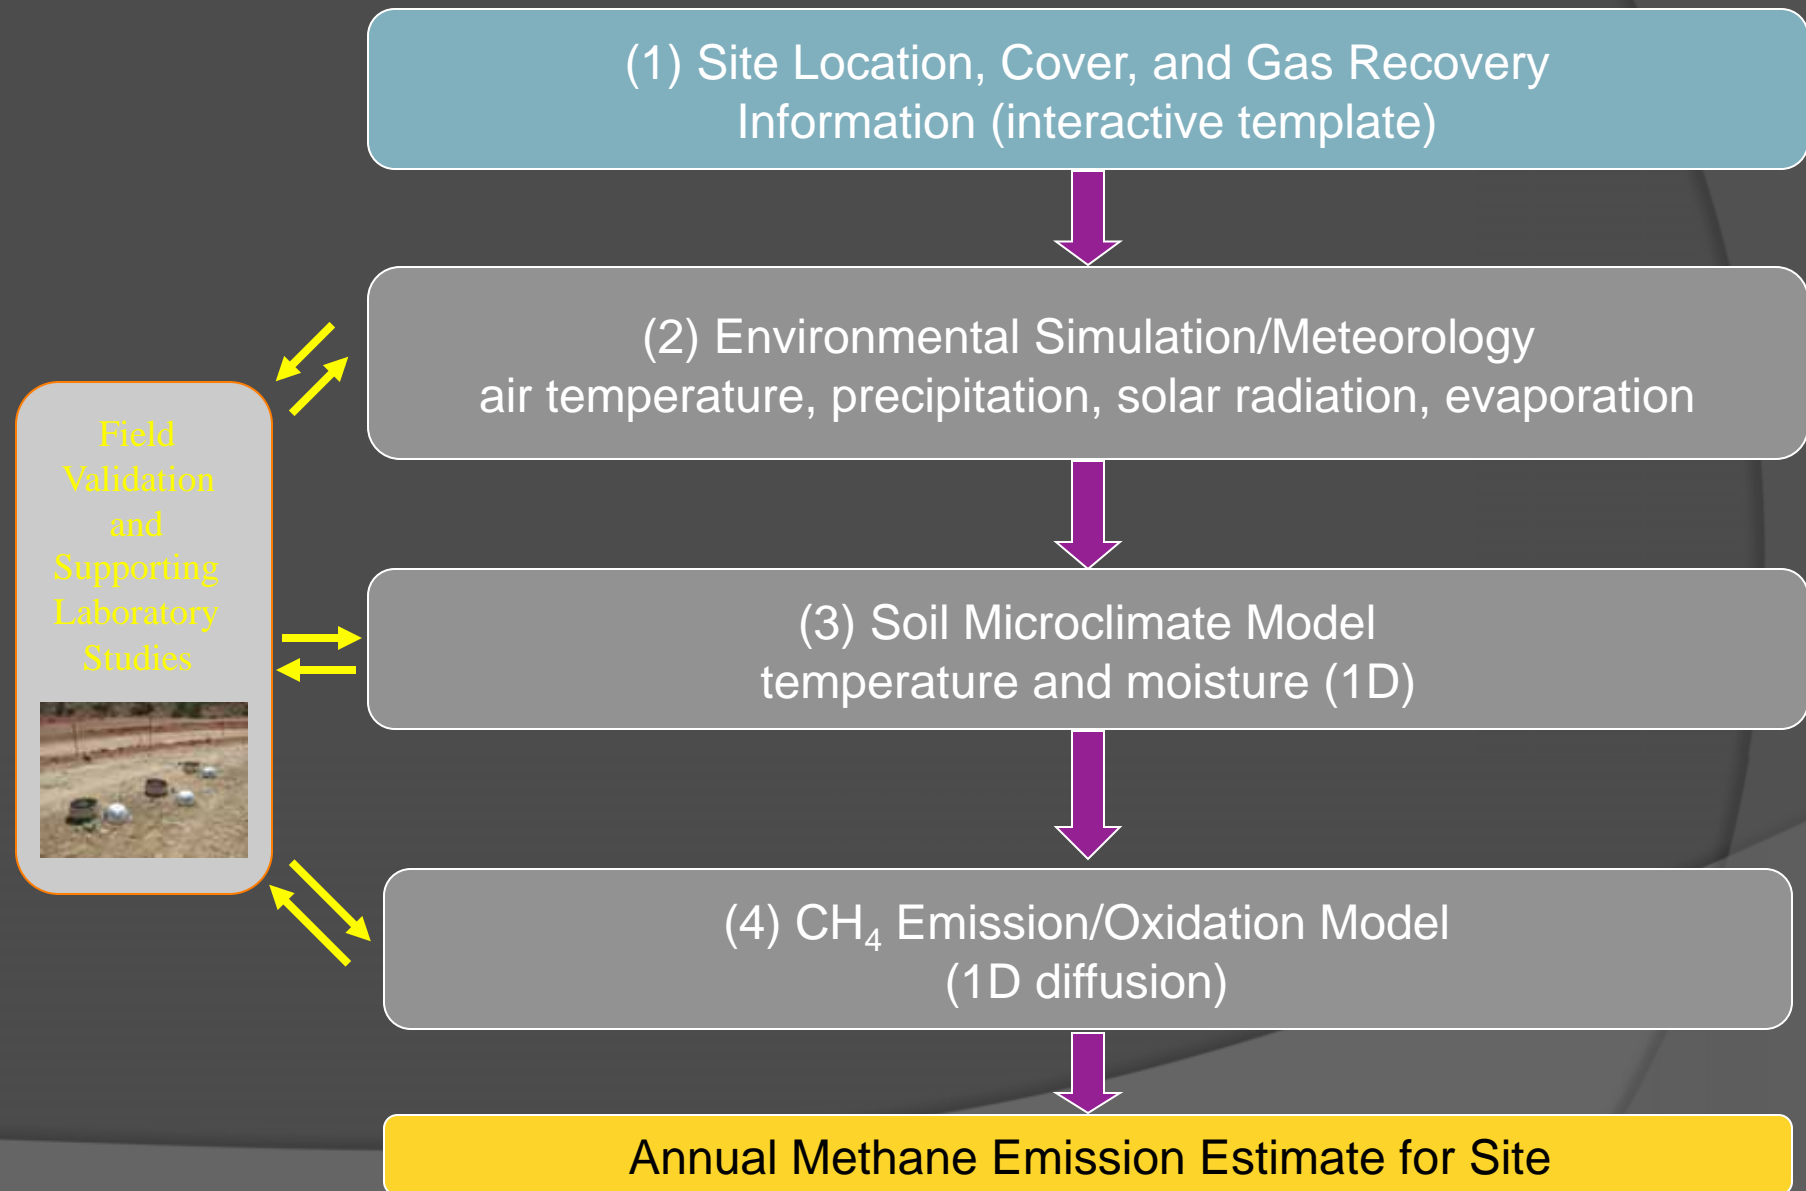 (1) Site Location, Cover, and Gas Recovery
Information (interactive template)
(2) Environmental Simulation/Meteorology
air temperature, precipitation, solar radiation, evaporation
Field
Validation
and
Supporting
Laboratory
Studies
(3) Soil Microclimate Model
temperature and moisture (1D)
(4) CH₄ Emission/Oxidation Model
(1D diffusion)
Annual Methane Emission Estimate for Site